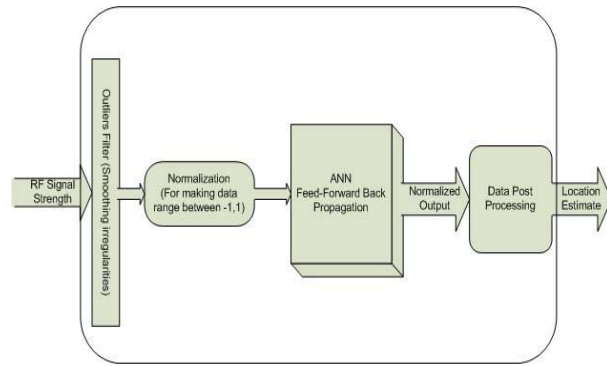 RF Signal
Strength
Outliers Filter (Smoothing irregularities)
Normalization
(For making data
range between -1,1)
ANN
Feed-Forward Back
Propagation
Normalized
Output
Data Post
Processing
Location
Estimate